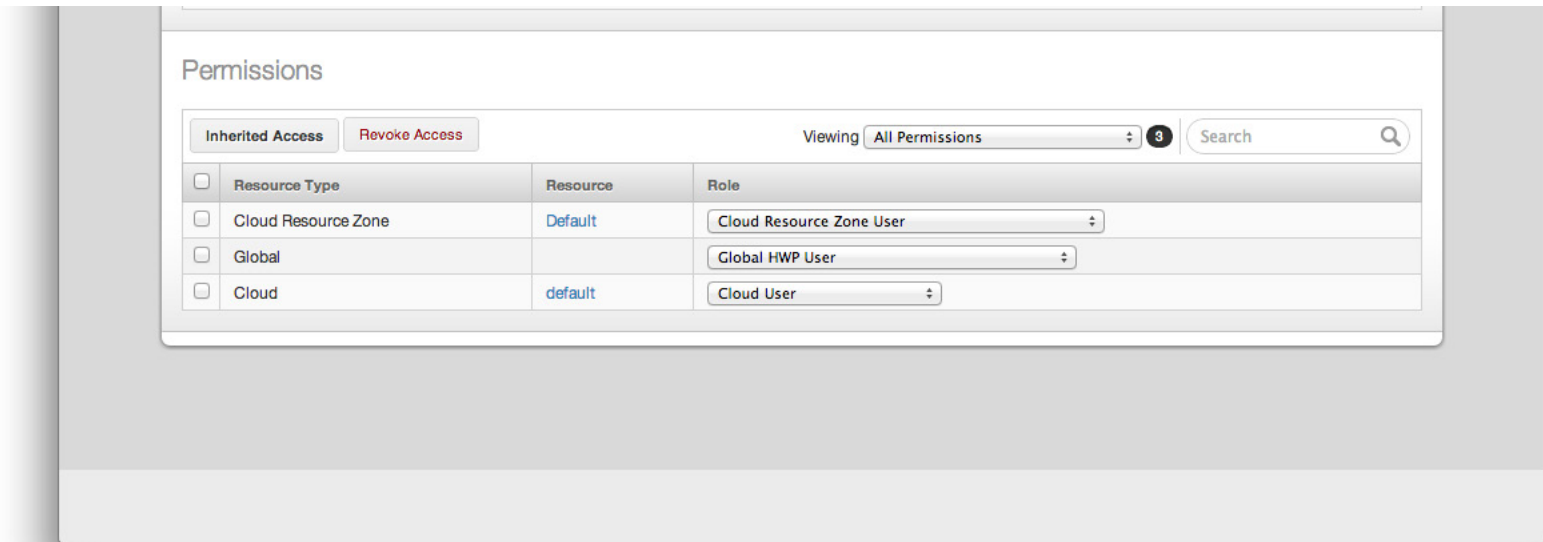 Permissions
Inherited Access Revoke Access Viewing All Permissions 3 Search
Resource Type Resource Role
Cloud Resource Zone Default Cloud Resource Zone User
Global Global HWP User
Cloud default Cloud User